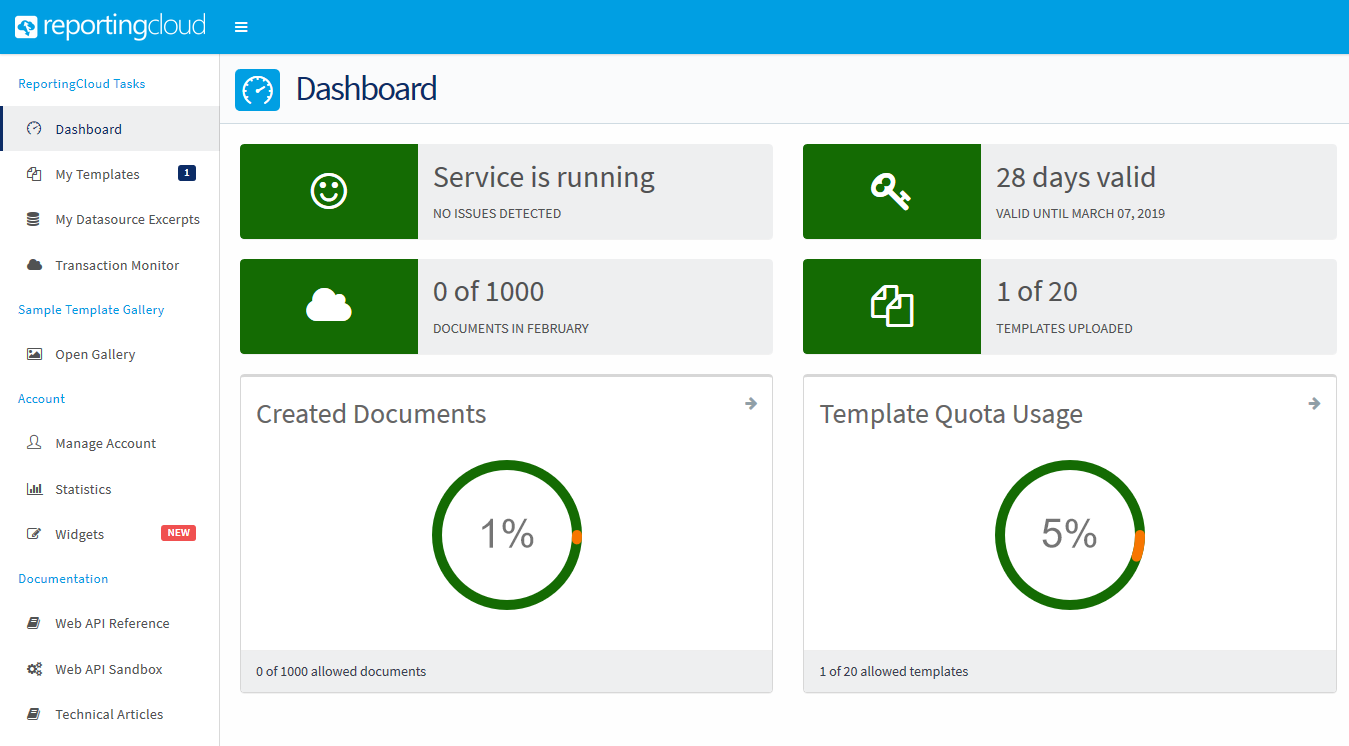 reportingcloud
ReportingCloud Tasks
Dashboard
My Templates 1
My Datasource Excerpts
Transaction Monitor
Sample Template Gallery
Open Gallery
Account
Manage Account
Statistics
Widgets NEW
Documentation
Web API Reference
Web API Sandbox
Technical Articles
Dashboard
Service is running
NO ISSUES DETECTED
28 days valid
VALID UNTIL MARCH 07, 2019
0 of 1000
DOCUMENTS IN FEBRUARY
1 of 20
TEMPLATES UPLOADED
Created Documents
1%
0 of 1000 allowed documents
Template Quota Usage
5%
1 of 20 allowed templates